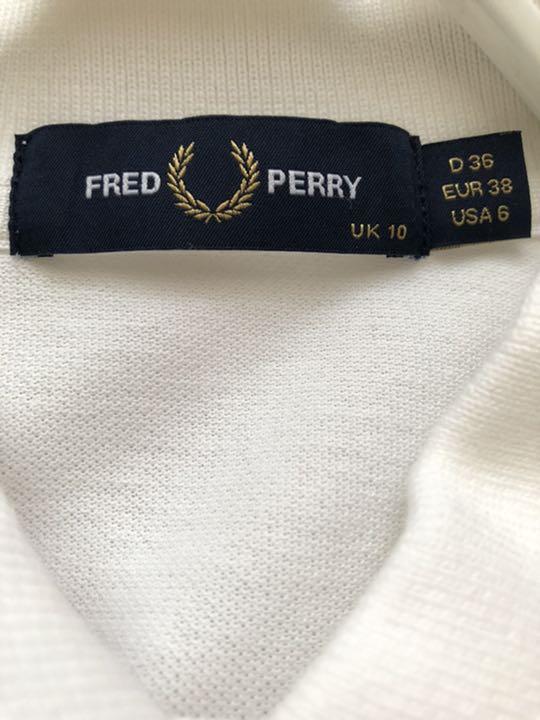 FRED PERRY
UK 10
D 36
EUR 38
USA 6